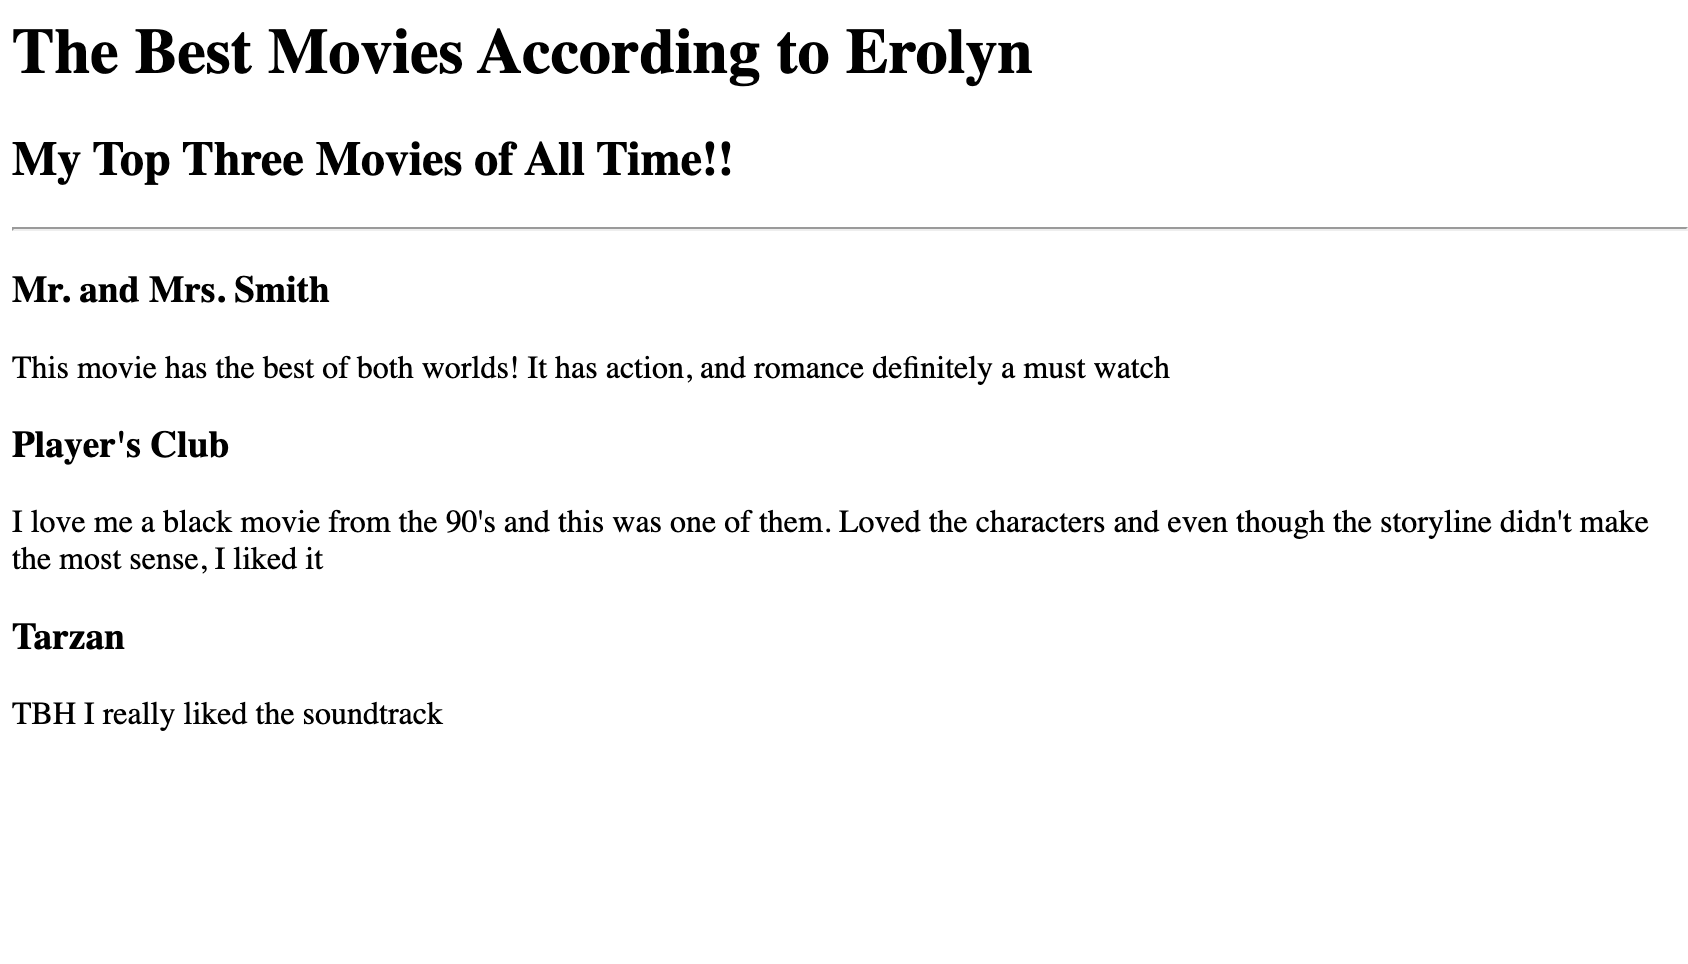 The Best Movies According to Erolyn
My Top Three Movies of All Time!!
Mr. and Mrs. Smith
This movie has the best of both worlds! It has action, and romance definitely a must watch
Player's Club
I love me a black movie from the 90's and this was one of them. Loved the characters and even though the storyline didn't make
the most sense, I liked it
Tarzan
TBH I really liked the soundtrack